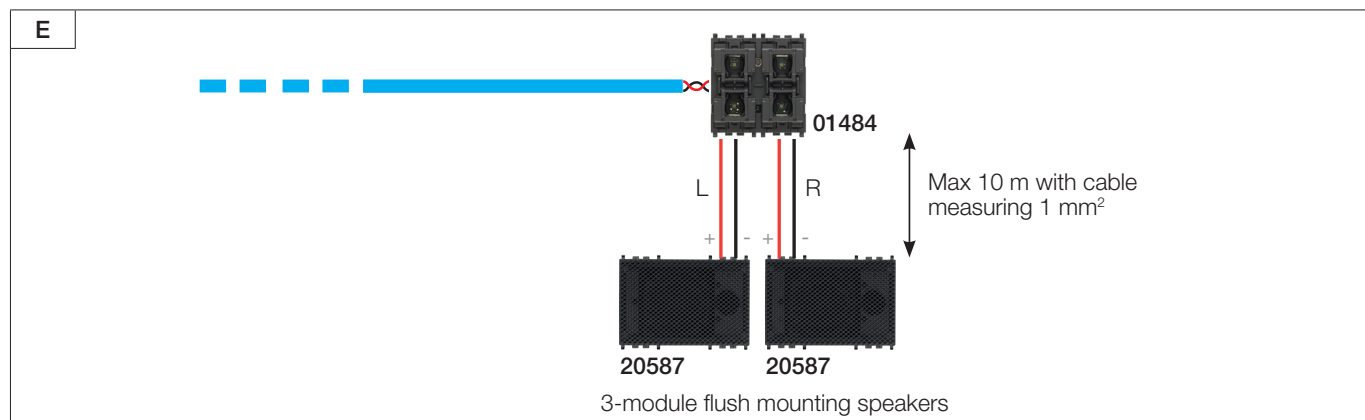 E
01484
L
R
Max 10 m with cable
measuring 1 mm²
+ - + -
20587
20587
3-module flush mounting speakers